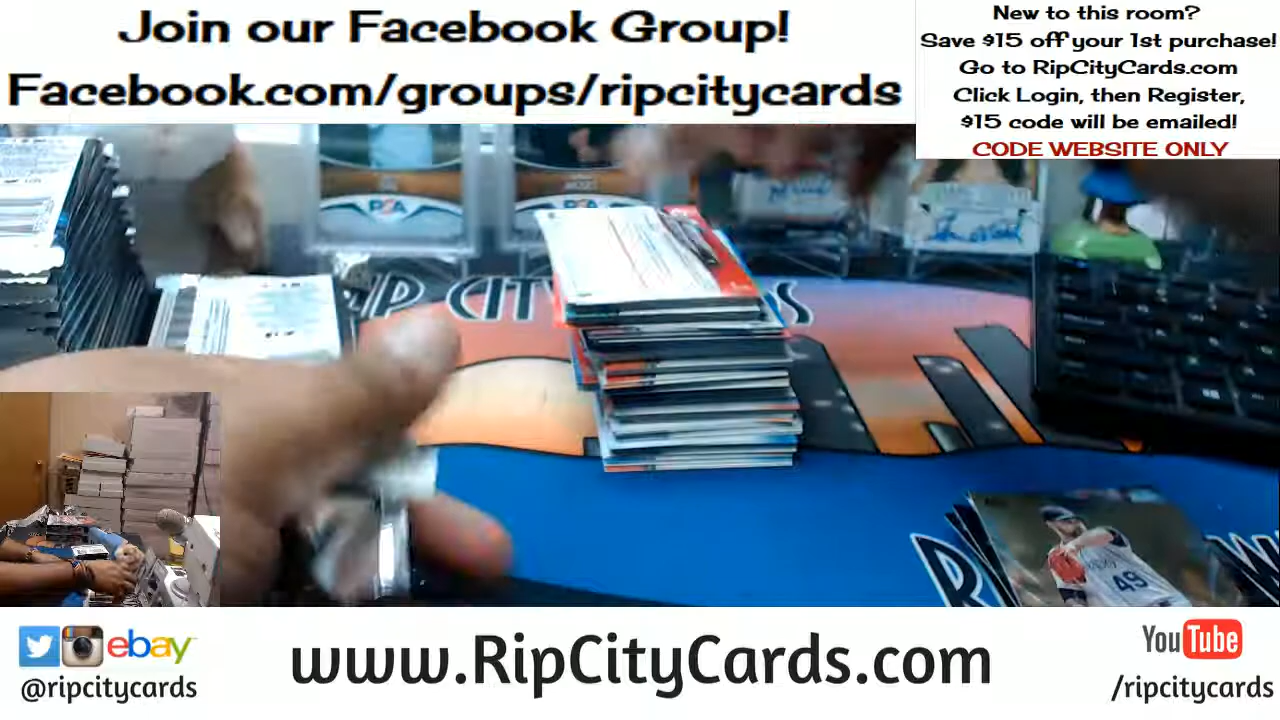 Join our Facebook Group!
Facebook.com/groups/ripcitycards
New to this room?
Save $15 off your 1st purchase!
Go to RipCityCards.com
Click Login, then Register,
$15 code will be emailed!
CODE WEBSITE ONLY
PSA
PSA
IP CIT
S
49
R
W
ebay
@ripcitycards
www.RipCityCards.com
YouTube
/ripcitycards